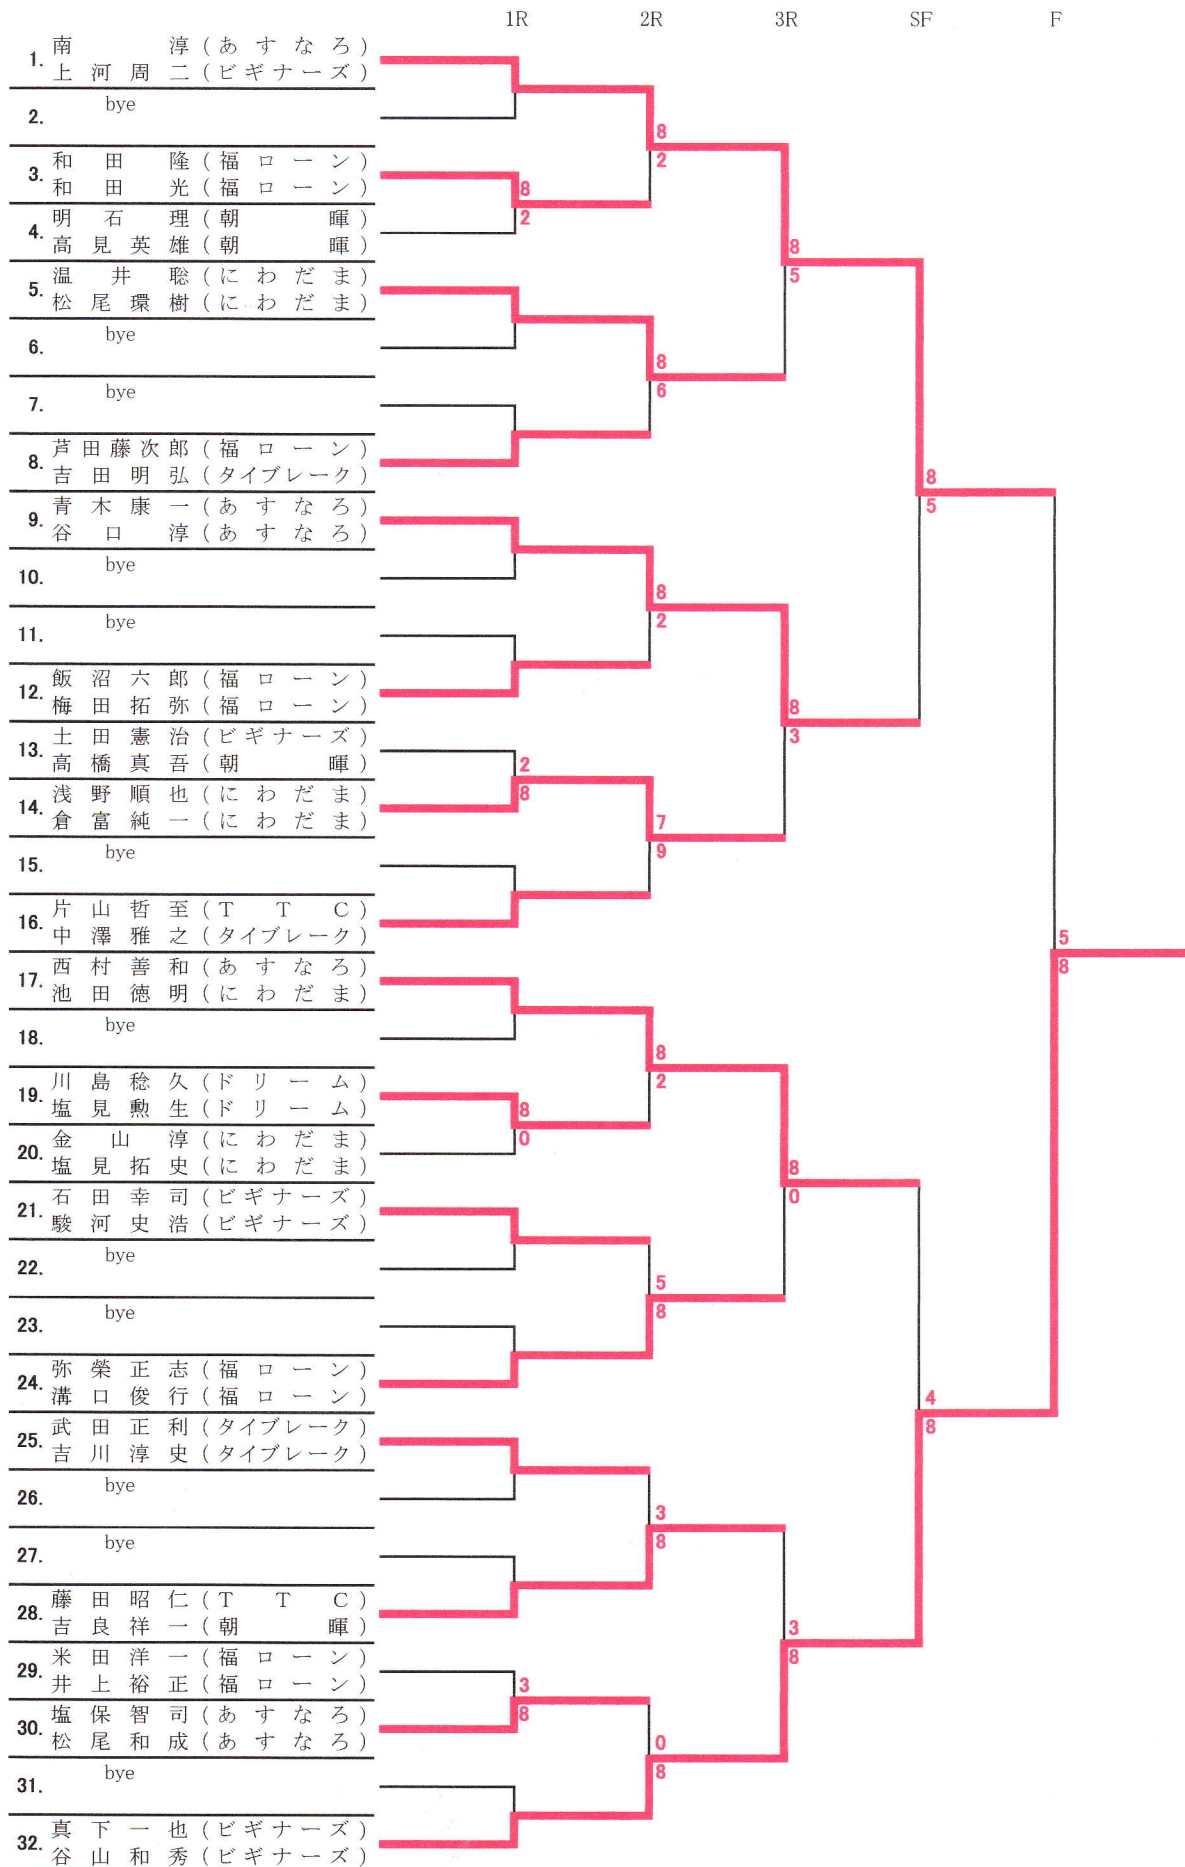 1R 2R 3R SF F
1. 南 淳 (あすなろ)
上河周二 (ビギナーズ)
2. bye
3. 和田 隆 (福ローン)
和田 光 (福ローン)
4. 明石 理 (朝 暉)
高見英雄 (朝 暉)
5. 温井 聡 (にわだま)
松尾環樹 (にわだま)
6. bye
7. bye
8. 芦田藤次郎 (福ローン)
吉田明弘 (タイブレーク)
9. 青木康一 (あすなろ)
谷口 淳 (あすなろ)
10. bye
11. bye
12. 飯沼六郎 (福ローン)
梅田拓弥 (福ローン)
13. 土田憲治 (ビギナーズ)
高橋真吾 (朝 暉)
14. 浅野順也 (にわだま)
倉富純一 (にわだま)
15. bye
16. 片山哲至 (TTC)
中澤雅之 (タイブレーク)
17. 西村善和 (あすなろ)
池田徳明 (にわだま)
18. bye
19. 川島稔久 (ドリーム)
塩見勲生 (ドリーム)
20. 金山 淳 (にわだま)
塩見拓史 (にわだま)
21. 石田幸司 (ビギナーズ)
駿河史浩 (ビギナーズ)
22. bye
23. bye
24. 弥榮正志 (福ローン)
溝口俊行 (福ローン)
25. 武田正利 (タイブレーク)
吉川淳史 (タイブレーク)
26. bye
27. bye
28. 藤田昭仁 (TTC)
吉良祥一 (朝 暉)
29. 米田洋一 (福ローン)
井上裕正 (福ローン)
30. 塩保智司 (あすなろ)
松尾和成 (あすなろ)
31. bye
32. 真下一也 (ビギナーズ)
谷山和秀 (ビギナーズ)
8
2
2
8
8
0
3
8
8
2
8
6
8
2
7
9
8
2
5
8
3
8
0
8
8
5
8
3
8
0
3
8
8
5
4
8
5
8